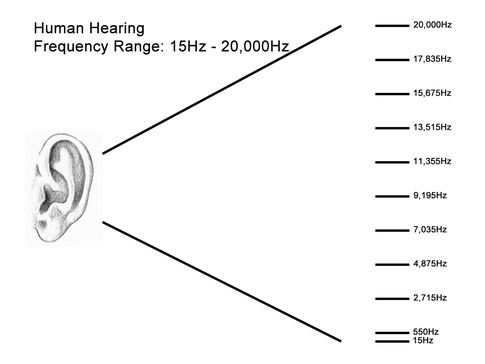 Human Hearing
Frequency Range: 15Hz - 20,000Hz
20,000Hz
17,835Hz
15,675Hz
13,515Hz
11,355Hz
9,195Hz
7,035Hz
4,875Hz
2,715Hz
550Hz
15Hz